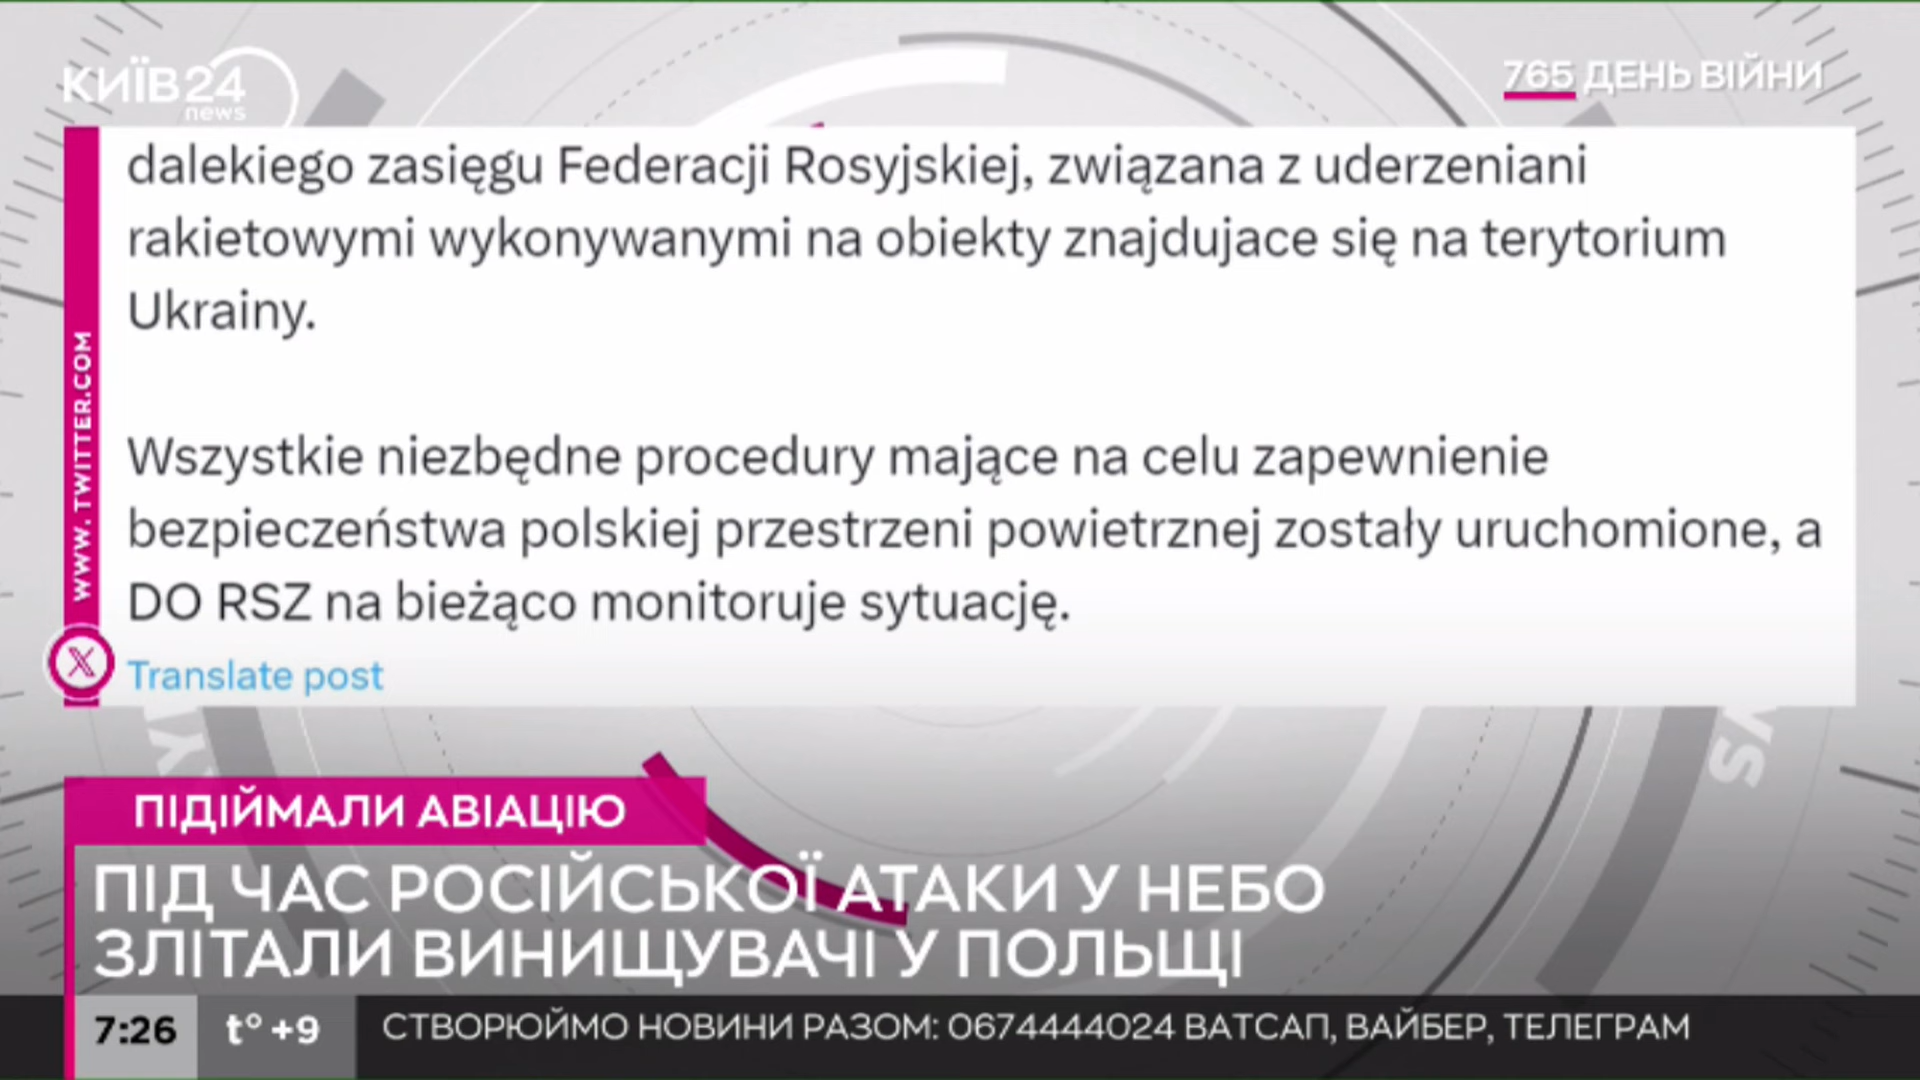 КИЇВ24
news
765 ДЕНЬ ВІЙНИ
dalekiego zasięgu Federacji Rosyjskiej, związana z uderzeniani
rakietowymi wykonywanymi na obiekty znajdujace się na terytorium
Ukrainy.
Wszystkie niezbędne procedury mające na celu zapewnienie
bezpieczeństwa polskiej przestrzeni powietrznej zostały uruchomione, a
DO RSZ na bieżąco monitoruje sytuację.
Translate post
WWW. TWITTER.COM
ПІДІЙМАЛИ АВІАЦІЮ
ПІД ЧАС РОСІЙСЬКОЇ АТАКИ У НЕБО
ЗЛІТАЛИ ВИНИЩУВАЧІ У ПОЛЬЩІ
7:26 t° +9 СТВОРЮЙМО НОВИНИ РАЗОМ: 0674444024 ВАТСАП, ВАЙБЕР, ТЕЛЕГРАМ